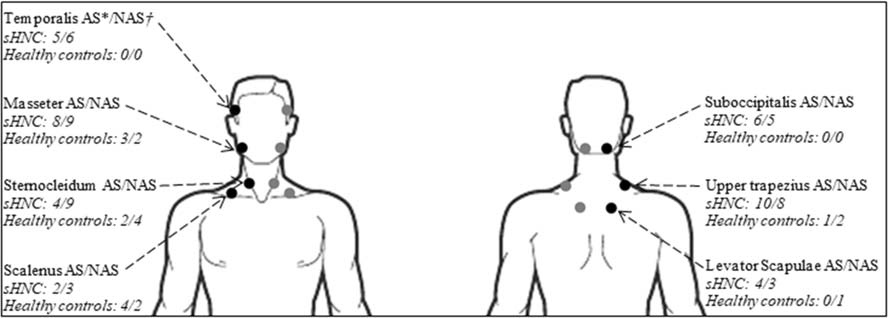 Temporalis AS*/NAS†
sHNC: 5/6
Healthy controls: 0/0
Masseter AS/NAS
sHNC: 8/9
Healthy controls: 3/2
Sternocleidum AS/NAS
sHNC: 4/9
Healthy controls: 2/4
Scalenus AS/NAS
sHNC: 2/3
Healthy controls: 4/2
Suboccipitalis AS/NAS
sHNC: 6/5
Healthy controls: 0/0
Upper trapezius AS/NAS
sHNC: 10/8
Healthy controls: 1/2
Levator Scapulae AS/NAS
sHNC: 4/3
Healthy controls: 0/1